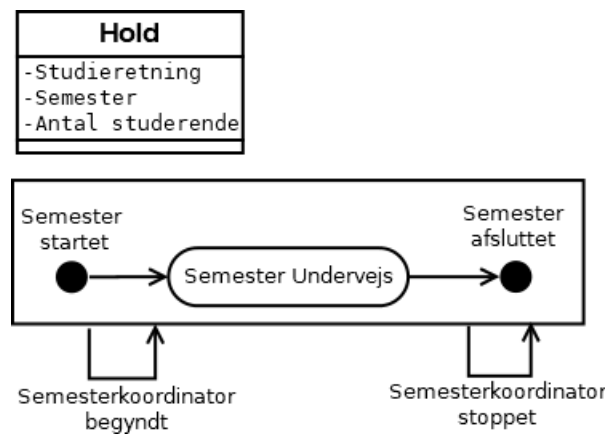 Hold
-Studieretning
-Semester
-Antal studerende
Semester
startet
Semester
afsluttet
Semester Undervejs
Semesterkoordinator
begyndt
Semesterkoordinator
stoppet